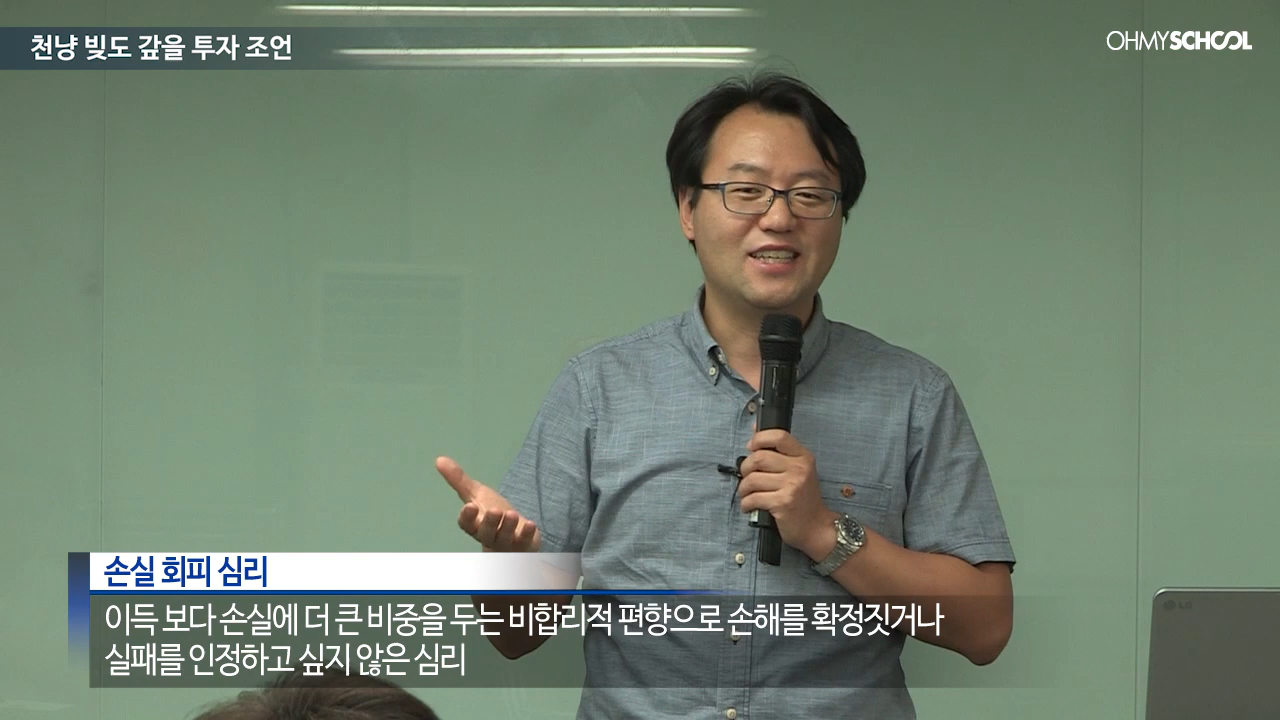 천냥 빚도 갚을 투자 조언
OHMYSCHOOL
손실 회피 심리
이득 보다 손실에 더 큰 비중을 두는 비합리적 편향으로 손해를 확정짓거나
실패를 인정하고 싶지 않은 심리
LG